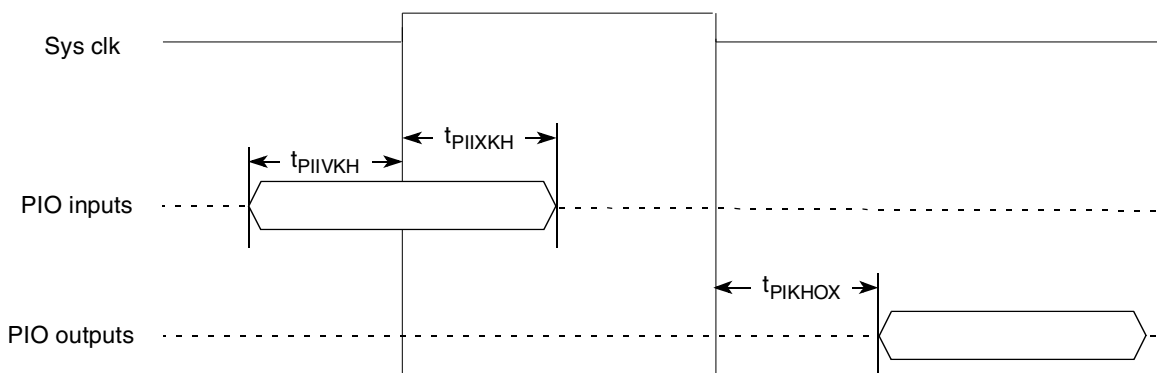 Sys clk
tPIIXKH
tPIIVKH
PIO inputs
tPIKHOX
PIO outputs